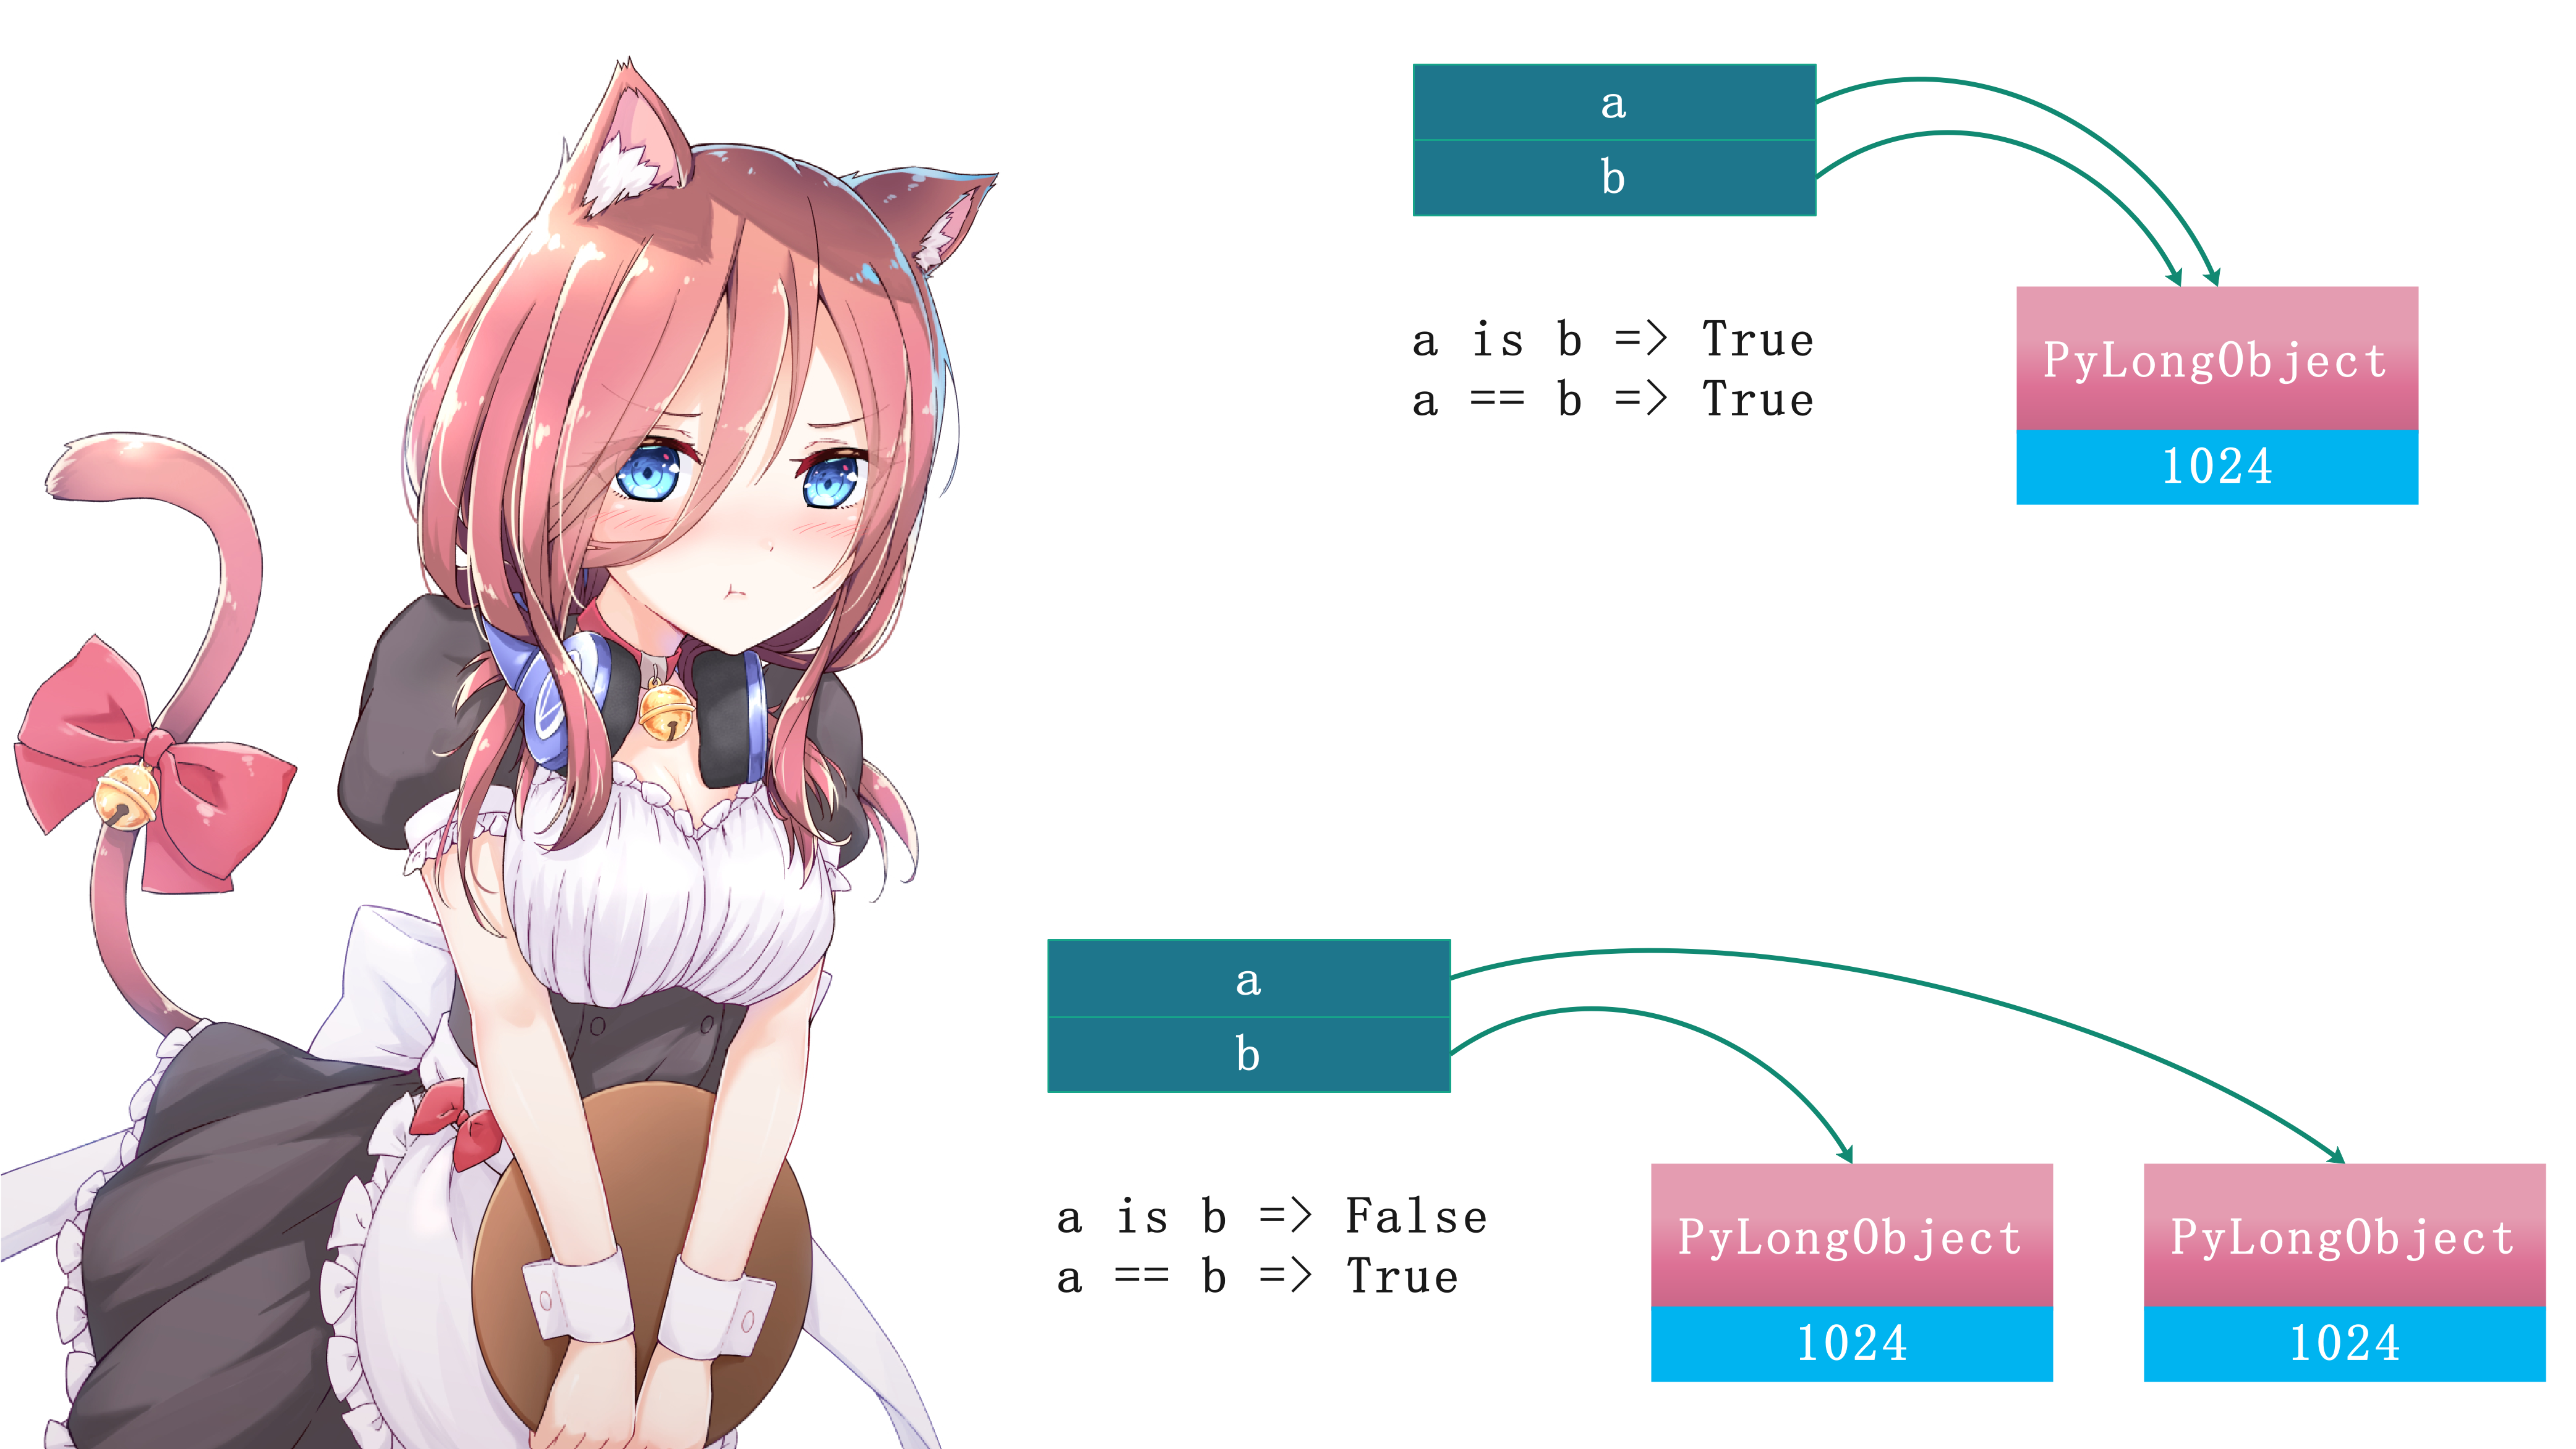 a
b
a is b => True
a == b => True
PyLongObject
1024
a
b
a is b => False
a == b => True
PyLongObject
1024
PyLongObject
1024